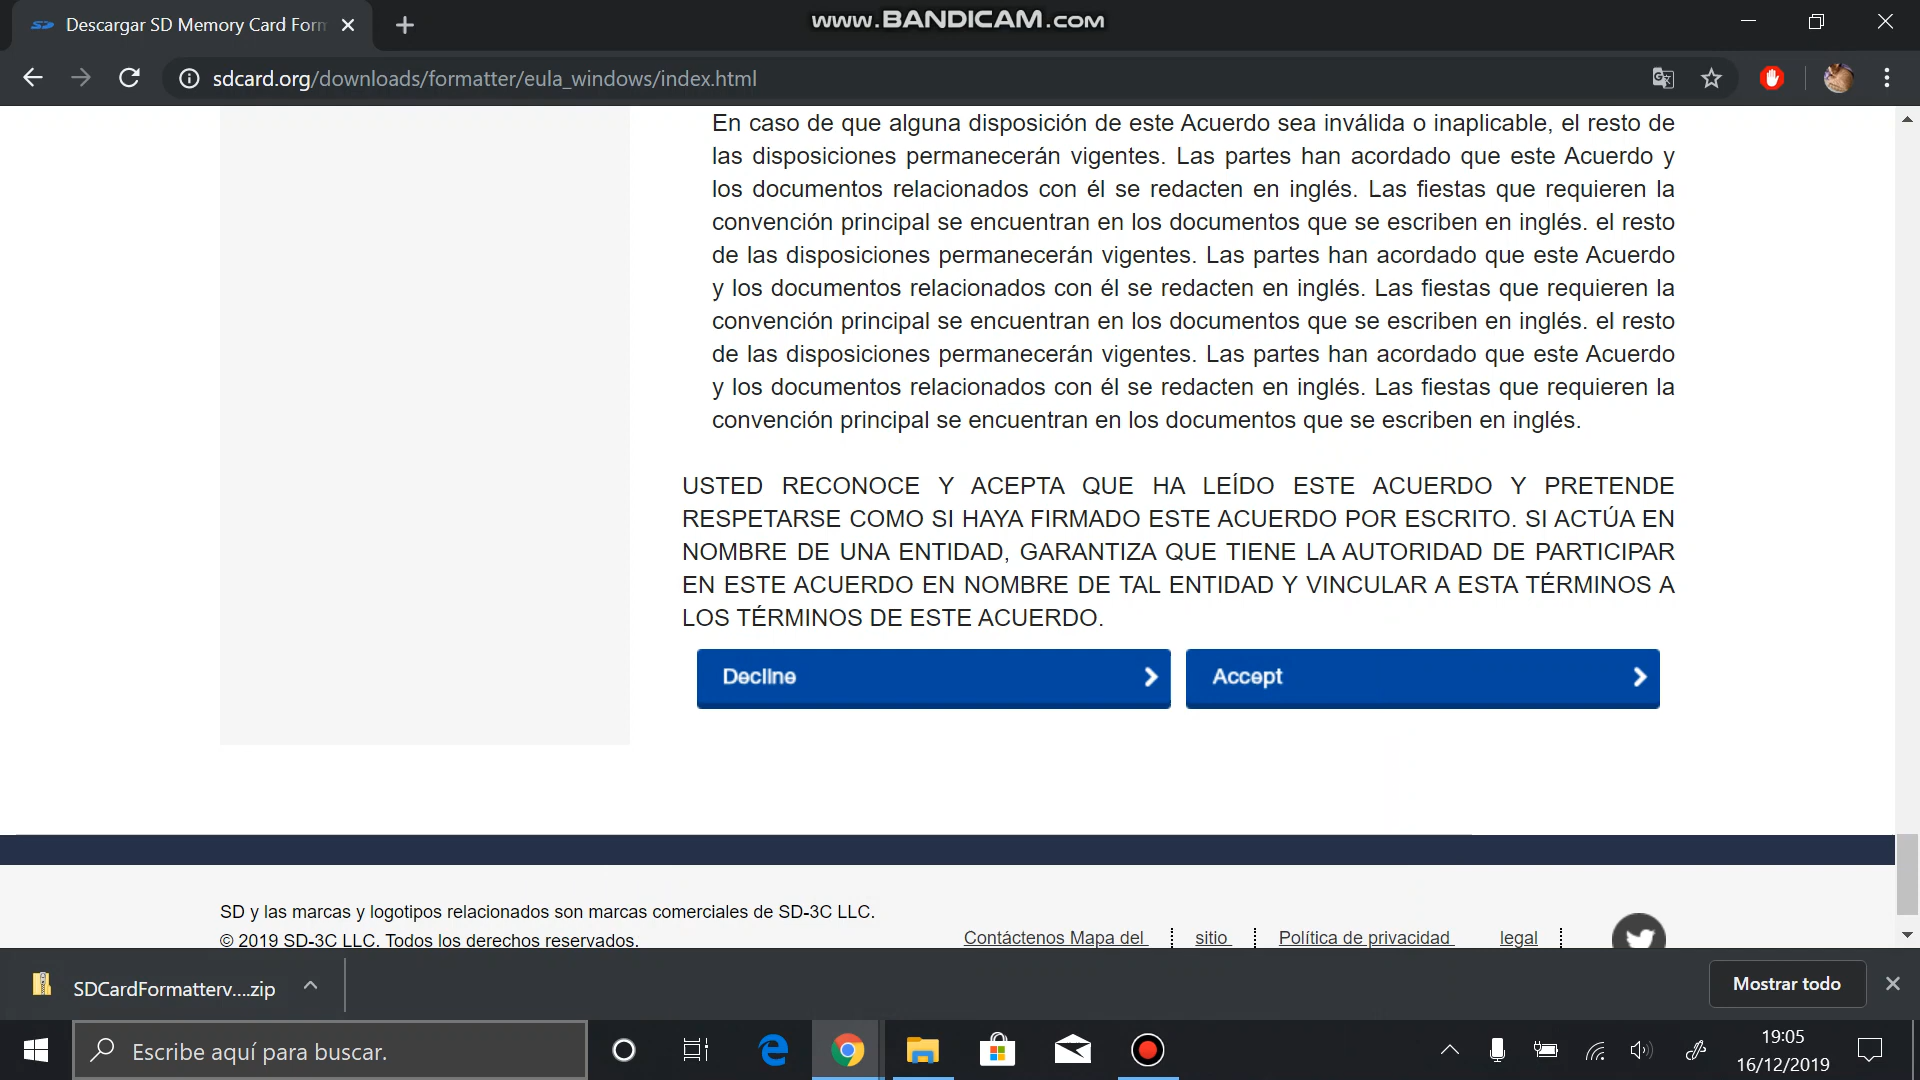 Descargar SD Memory Card Form
www.BANDICAM.com
sdcard.org/downloads/formatter/eula_windows/index.html
En caso de que alguna disposición de este Acuerdo sea inválida o inaplicable, el resto de
las disposiciones permanecerán vigentes. Las partes han acordado que este Acuerdo y
los documentos relacionados con él se redacten en inglés. Las fiestas que requieren la
convención principal se encuentran en los documentos que se escriben en inglés. el resto
de las disposiciones permanecerán vigentes. Las partes han acordado que este Acuerdo
y los documentos relacionados con él se redacten en inglés. Las fiestas que requieren la
convención principal se encuentran en los documentos que se escriben en inglés. el resto
de las disposiciones permanecerán vigentes. Las partes han acordado que este Acuerdo
y los documentos relacionados con él se redacten en inglés. Las fiestas que requieren la
convención principal se encuentran en los documentos que se escriben en inglés.
USTED RECONOCE Y ACEPTA QUE HA LEÍDO ESTE ACUERDO Y PRETENDE
RESPETARSE COMO SI HAYA FIRMADO ESTE ACUERDO POR ESCRITO. SI ACTÚA EN
NOMBRE DE UNA ENTIDAD, GARANTIZA QUE TIENE LA AUTORIDAD DE PARTICIPAR
EN ESTE ACUERDO EN NOMBRE DE TAL ENTIDAD Y VINCULAR A ESTA TÉRMINOS A
LOS TÉRMINOS DE ESTE ACUERDO.
Decline
Accept
SD y las marcas y logotipos relacionados son marcas comerciales de SD-3C LLC.
© 2019 SD-3C LLC. Todos los derechos reservados.
Contáctenos Mapa del sitio Política de privacidad legal
SDCardFormatterv....zip
Mostrar todo
Escribe aquí para buscar.
19:05
16/12/2019